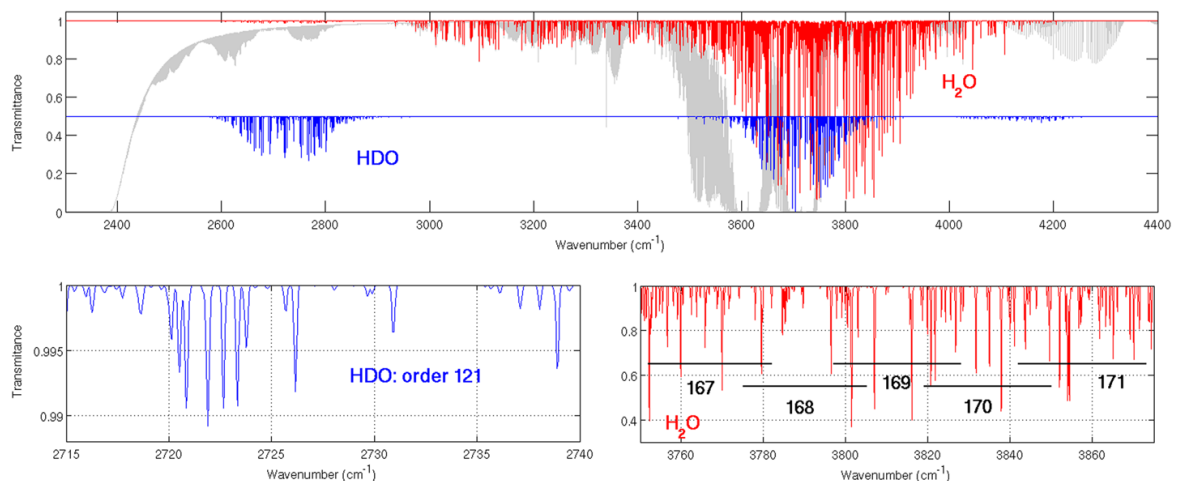 Transmittance
1
0.8
0.6
0.4
0.2
0
H₂O
HDO
2400 2600 2800 3000 3200 3400 3600 3800 4000 4200 4400
Wavenumber (cm⁻¹)
Transmittance
1
0.995
0.99
HDO: order 121
2715 2720 2725 2730 2735 2740
Wavenumber (cm⁻¹)
Transmittance
1
0.8
0.6
0.4
167
168
169
170
171
H₂O
3760 3780 3800 3820 3840 3860
Wavenumber (cm⁻¹)